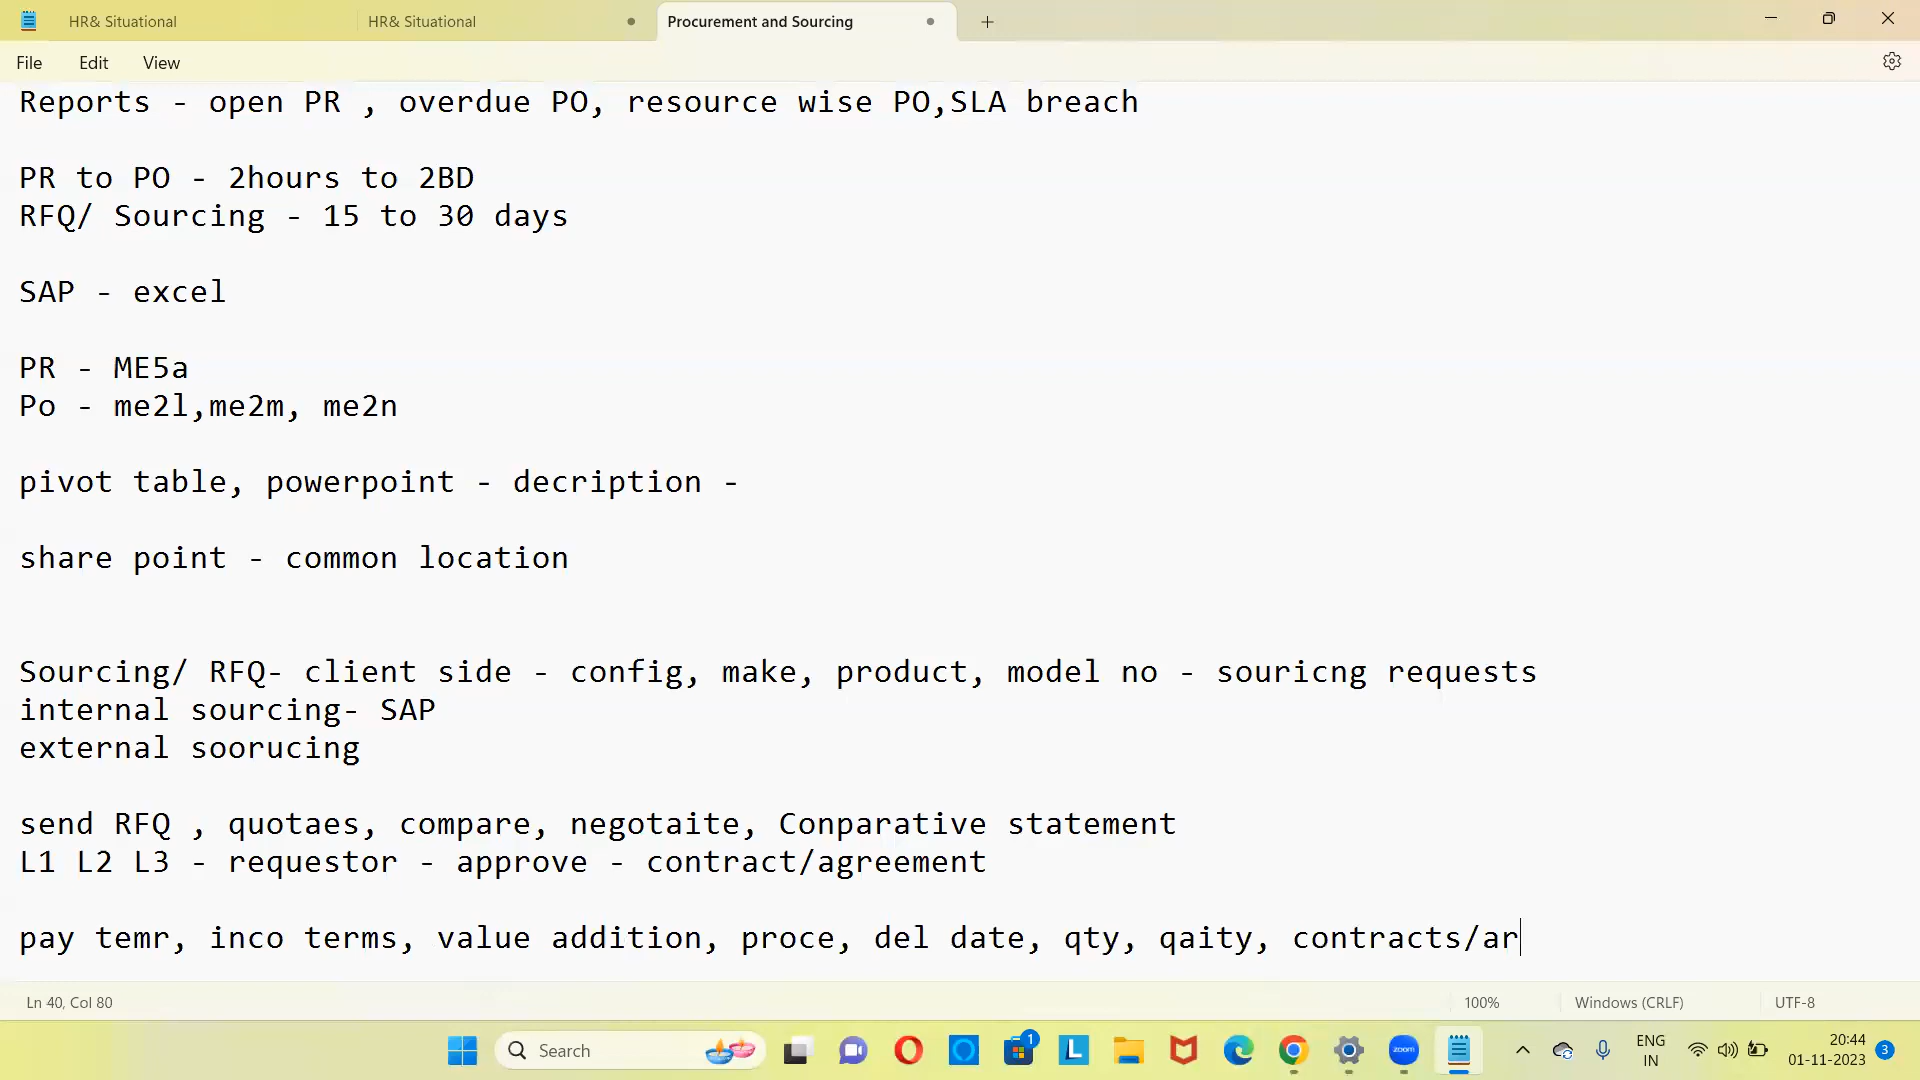 HR& Situational
HR& Situational
Procurement and Sourcing
File Edit View
Reports - open PR , overdue PO, resource wise PO,SLA breach
PR to PO - 2hours to 2BD
RFQ/ Sourcing - 15 to 30 days
SAP - excel
PR - ME5a
Po - me2l,me2m, me2n
pivot table, powerpoint - decription -
share point - common location
Sourcing/ RFQ- client side - config, make, product, model no - souricng requests
internal sourcing- SAP
external soorucing
send RFQ , quotaes, compare, negotaite, Conparative statement
L1 L2 L3 - requestor - approve - contract/agreement
pay temr, inco terms, value addition, proce, del date, qty, qaity, contracts/ar
Ln 40, Col 80
100%
Windows (CRLF)
UTF-8
Search
1
L
zoom
ENG
IN
20:44
01-11-2023
3